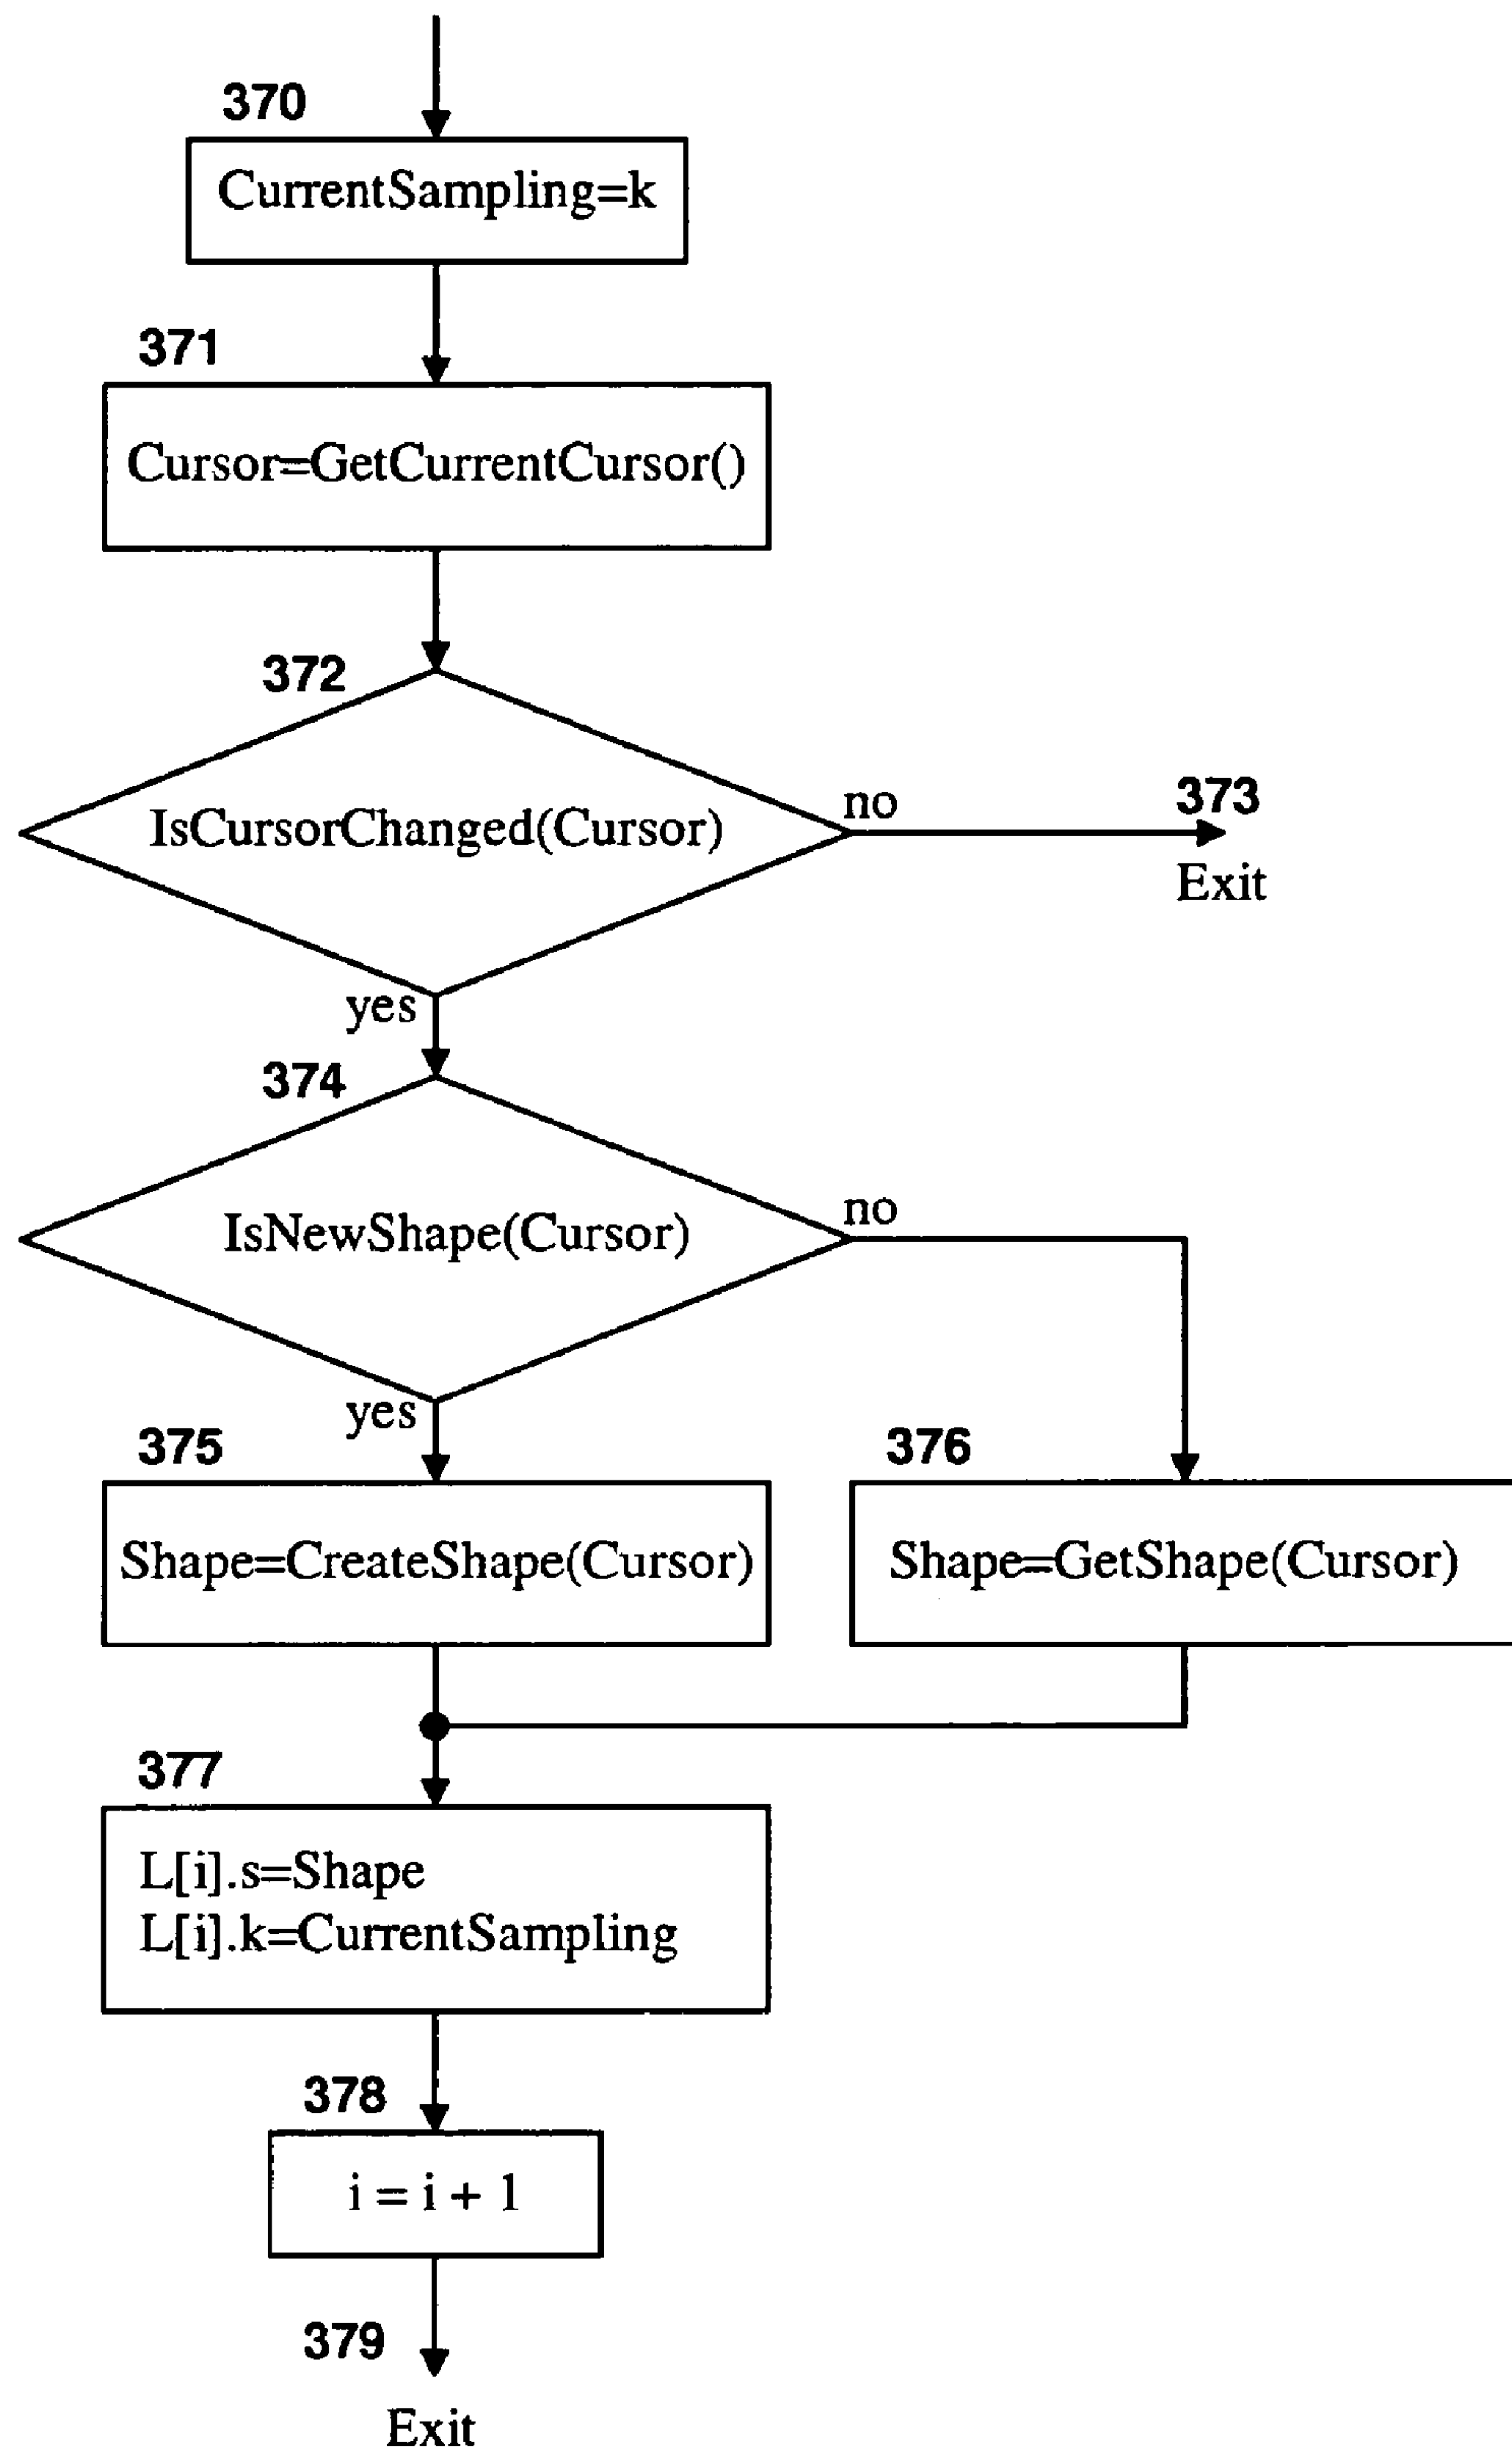 370
CurrentSampling=k
371
Cursor=GetCurrentCursor()
372
IsCursorChanged(Cursor)
no
373
Exit
yes
374
IsNewShape(Cursor)
no
yes
375
Shape=CreateShape(Cursor)
376
Shape=GetShape(Cursor)
377
L[i].s=Shape
L[i].k=CurrentSampling
378
i = i + 1
379
Exit